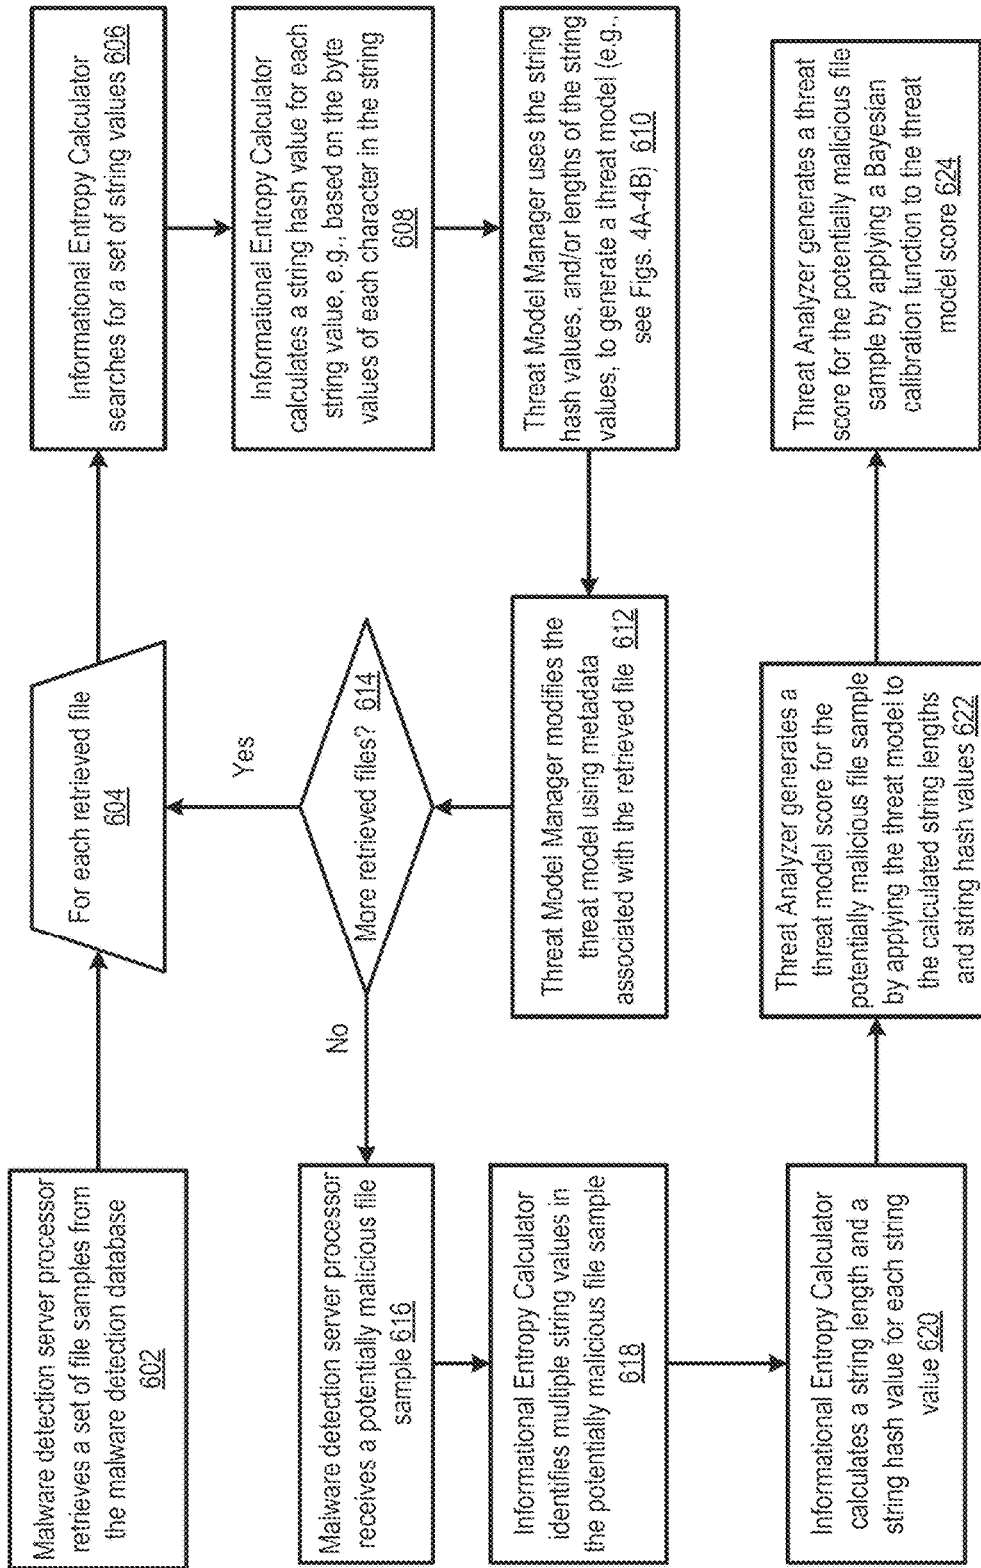 Malware detection server processor
retrieves a set of file samples from
the malware detection database
602
For each retrieved file
604
Informational Entropy Calculator
searches for a set of string values 606
Informational Entropy Calculator
calculates a string hash value for each
string value, e.g., based on the byte
values of each character in the string
608
Threat Model Manager uses the string
hash values, and/or lengths of the string
values, to generate a threat model (e.g.,
see Figs. 4A-4B) 610
Threat Model Manager modifies the
threat model using metadata
associated with the retrieved file 612
More retrieved files? 614
Yes
No
Malware detection server processor
receives a potentially malicious file
sample 616
Informational Entropy Calculator
identifies multiple string values in
the potentially malicious file sample
618
Informational Entropy Calculator
calculates a string length and a
string hash value for each string
value 620
Threat Analyzer generates a
threat model score for the
potentially malicious file sample
by applying the threat model to
the calculated string lengths
and string hash values 622
Threat Analyzer generates a threat
score for the potentially malicious file
sample by applying a Bayesian
calibration function to the threat
model score 624